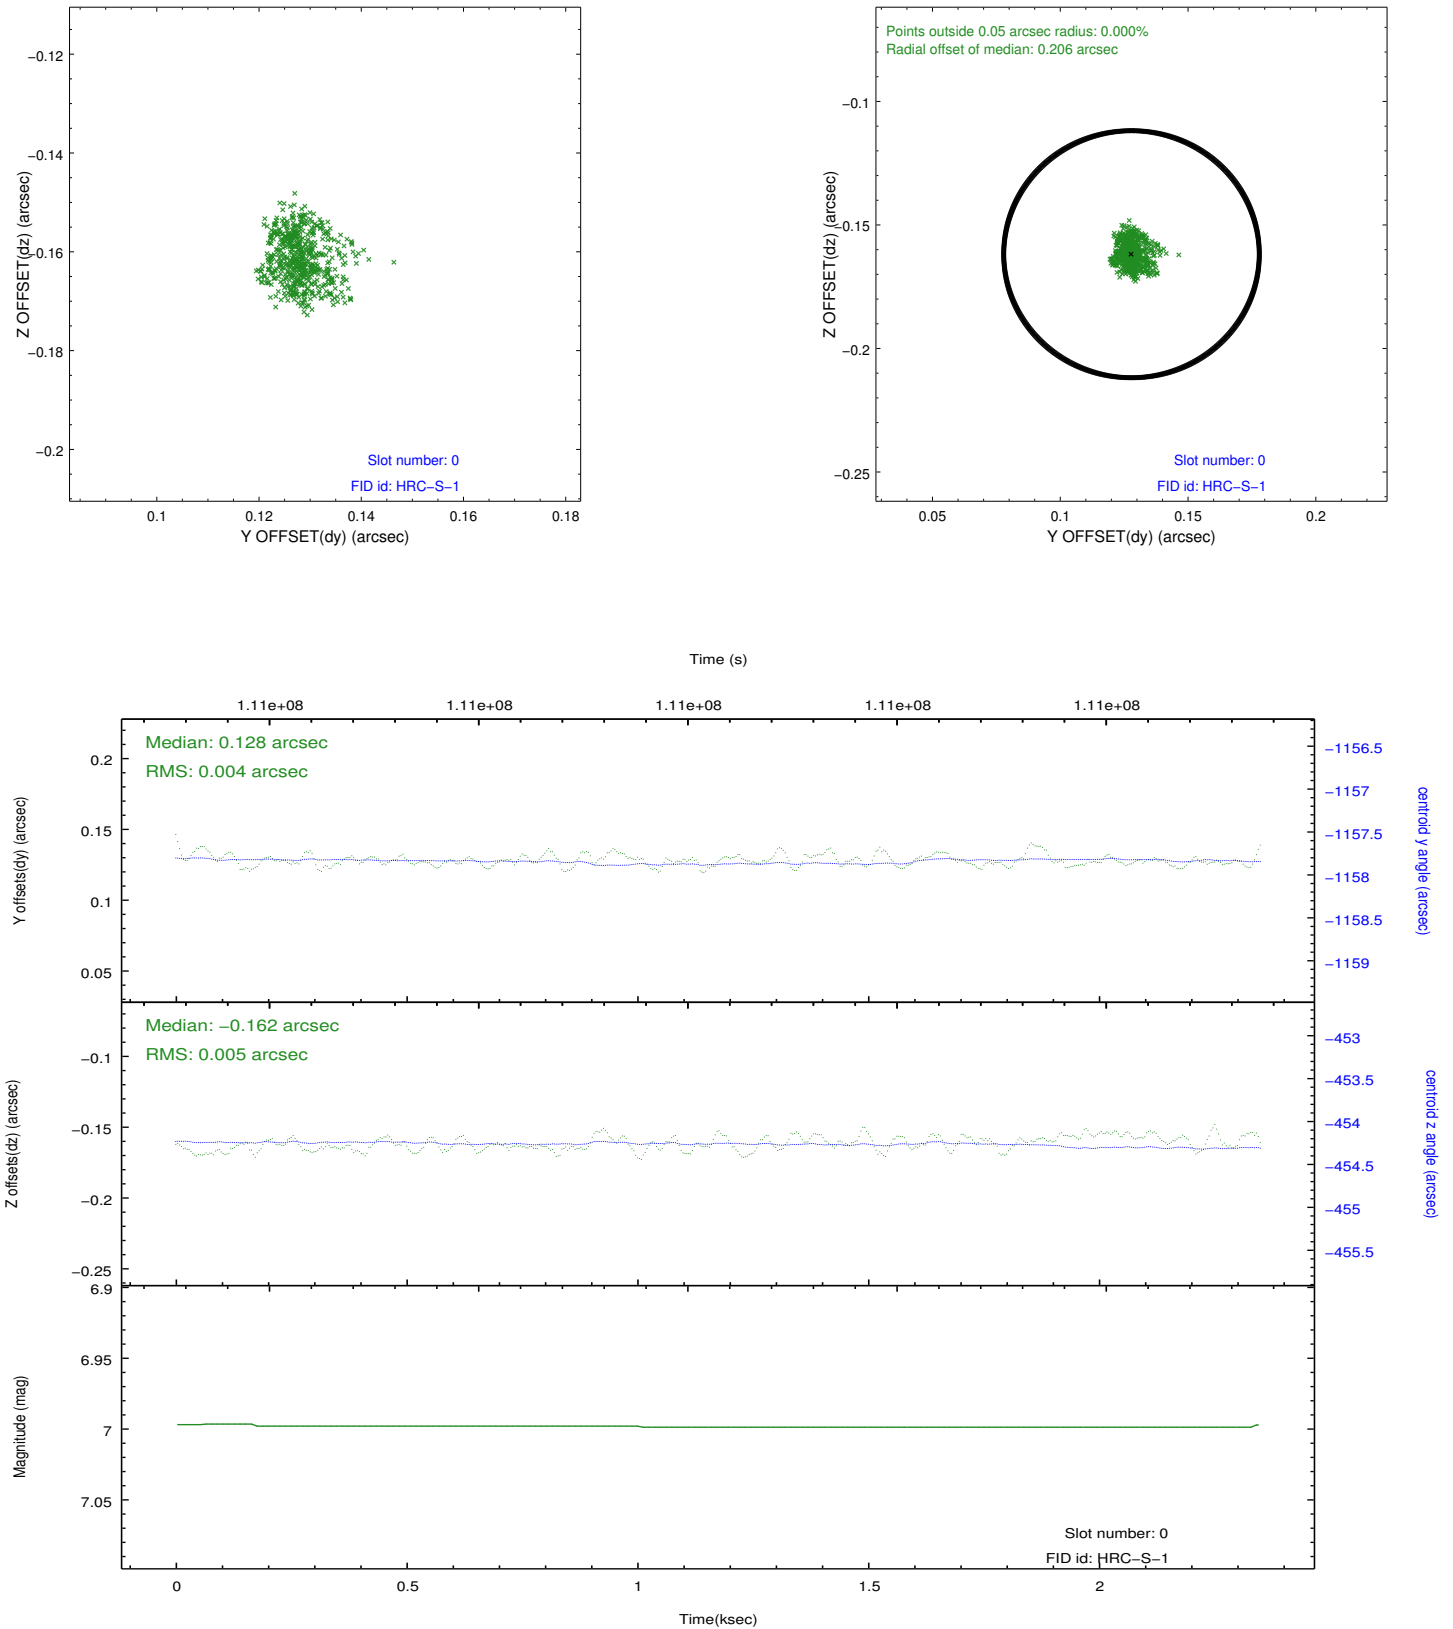 −0.12
−0.14
−0.16
−0.18
−0.2
Z OFFSET(dz) (arcsec)
Slot number: 0
FID id: HRC−S−1
0.1 0.12 0.14 0.16 0.18
Y OFFSET(dy) (arcsec)
Points outside 0.05 arcsec radius: 0.000%
Radial offset of median: 0.206 arcsec
−0.1
−0.15
−0.2
−0.25
Z OFFSET(dz) (arcsec)
Slot number: 0
FID id: HRC−S−1
0.05 0.1 0.15 0.2
Y OFFSET(dy) (arcsec)
Time (s)
1.11e+08 1.11e+08 1.11e+08 1.11e+08 1.11e+08
Median: 0.128 arcsec
RMS: 0.004 arcsec
0.2
0.15
0.1
0.05
Y offsets(dy) (arcsec)
−1156.5
−1157
−1157.5
−1158
−1158.5
−1159
centroid y angle (arcsec)
Median: −0.162 arcsec
RMS: 0.005 arcsec
−0.1
−0.15
−0.2
−0.25
Z offsets(dz) (arcsec)
−453
−453.5
−454
−454.5
−455
−455.5
centroid z angle (arcsec)
6.9
6.95
7
7.05
Magnitude (mag)
Slot number: 0
FID id: HRC−S−1
0 0.5 1 1.5 2
Time(ksec)